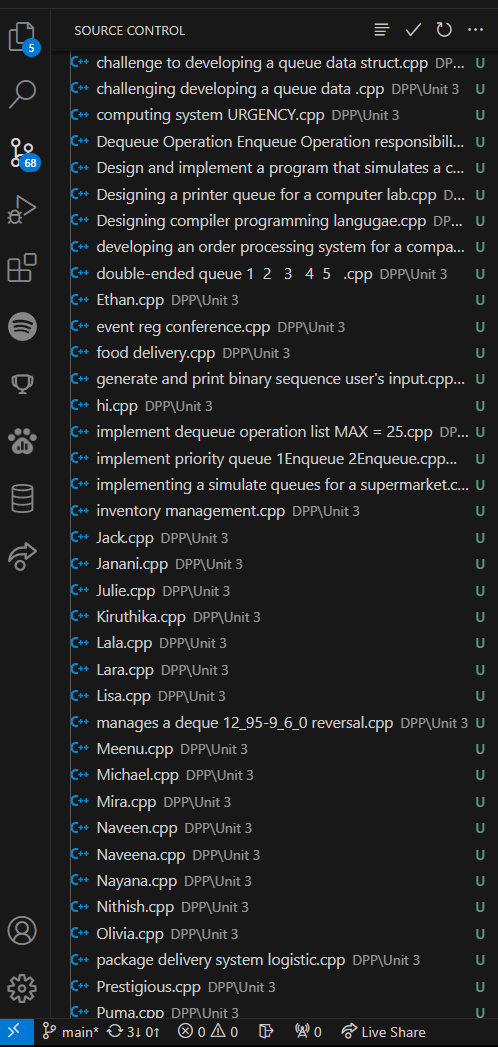 SOURCE CONTROL
5
68
C++ challenge to developing a queue data struct.cpp DPP... U
C++ challenging developing a queue data .cpp DPP\Unit 3 U
C++ computing system URGENCY.cpp DPP\Unit 3 U
C++ Dequeue Operation Enqueue Operation responsibili... U
C++ Design and implement a program that simulates a c... U
C++ Designing a printer queue for a computer lab.cpp D... U
C++ Designing compiler programming langugae.cpp DP... U
C++ developing an order processing system for a compa... U
C++ double-ended queue 1 2 3 4 5 .cpp DPP\Unit 3 U
C++ Ethan.cpp DPP\Unit 3 U
C++ event reg conference.cpp DPP\Unit 3 U
C++ food delivery.cpp DPP\Unit 3 U
C++ generate and print binary sequence user's input.cpp... U
C++ hi.cpp DPP\Unit 3 U
C++ implement dequeue operation list MAX = 25.cpp DP... U
C++ implement priority queue 1Enqueue 2Enqueue.cpp... U
C++ implementing a simulate queues for a supermarket.c... U
C++ inventory management.cpp DPP\Unit 3 U
C++ Jack.cpp DPP\Unit 3 U
C++ Janani.cpp DPP\Unit 3 U
C++ Julie.cpp DPP\Unit 3 U
C++ Kiruthika.cpp DPP\Unit 3 U
C++ Lala.cpp DPP\Unit 3 U
C++ Lara.cpp DPP\Unit 3 U
C++ Lisa.cpp DPP\Unit 3 U
C++ manages a deque 12_95-9_6_0 reversal.cpp DPP\Unit 3 U
C++ Meenu.cpp DPP\Unit 3 U
C++ Michael.cpp DPP\Unit 3 U
C++ Mira.cpp DPP\Unit 3 U
C++ Naveen.cpp DPP\Unit 3 U
C++ Naveena.cpp DPP\Unit 3 U
C++ Nayana.cpp DPP\Unit 3 U
C++ Nithish.cpp DPP\Unit 3 U
C++ Olivia.cpp DPP\Unit 3 U
C++ package delivery system logistic.cpp DPP\Unit 3 U
C++ Prestigious.cpp DPP\Unit 3 U
C++ Puma.cpp DPP\Unit 3 U
main* 3↓ 0↑ 0 0 0 Live Share